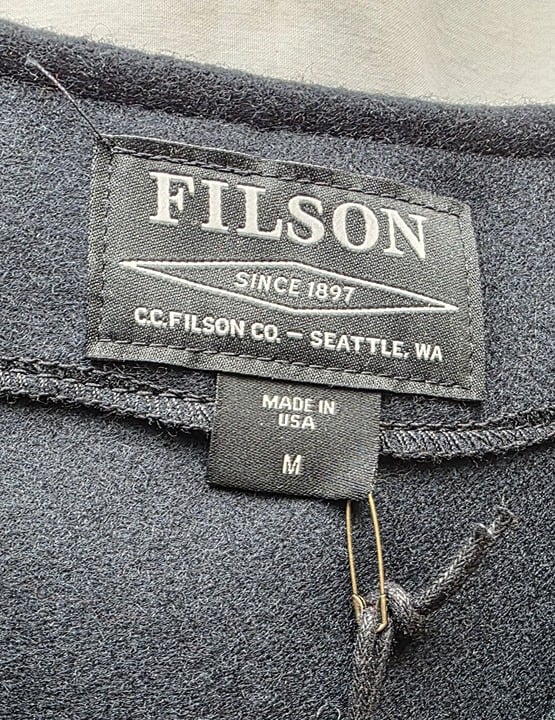 FILSON
SINCE 1897
C.C.FILSON CO. — SEATTLE, WA
MADE IN
USA
M